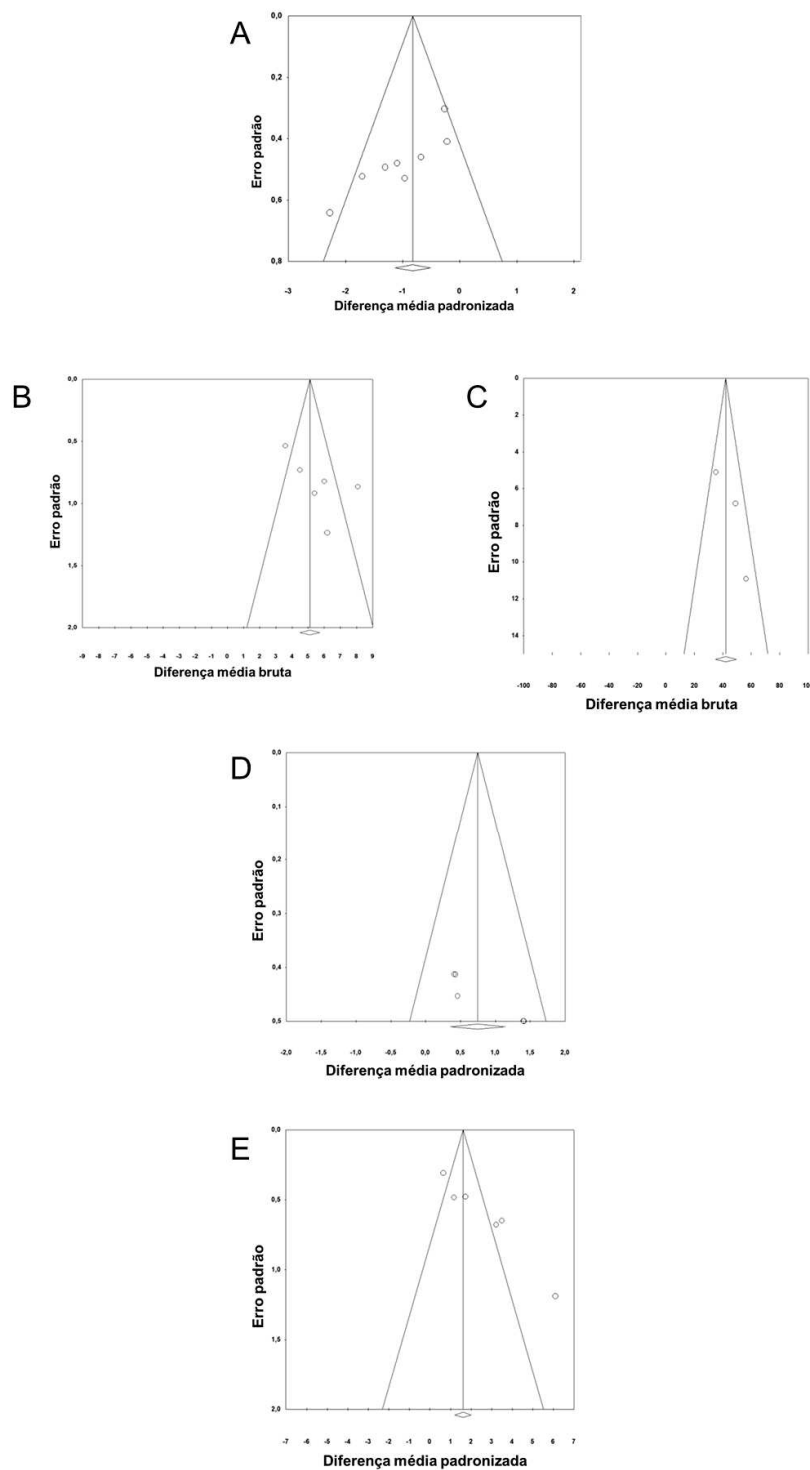 A
0,0
0,2
0,4
0,6
0,8
Erro padrão
-3 -2 -1 0 1 2
Diferença média padronizada
B
0,0
0,5
1,0
1,5
2,0
Erro padrão
-9 -8 -7 -6 -5 -4 -3 -2 -1 0 1 2 3 4 5 6 7 8 9
Diferença média bruta
C
0
2
4
6
8
10
12
14
Erro padrão
-100 -80 -60 -40 -20 0 20 40 60 80 10
Diferença média bruta
D
0,0
0,1
0,2
0,3
0,4
0,5
Erro padrão
-2,0 -1,5 -1,0 -0,5 0,0 0,5 1,0 1,5 2,0
Diferença média padronizada
E
0,0
0,5
1,0
1,5
2,0
Erro padrão
-7 -6 -5 -4 -3 -2 -1 0 1 2 3 4 5 6 7
Diferença média padronizada